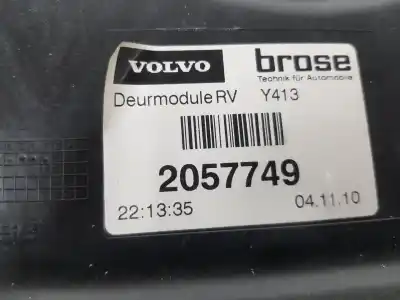 VOLVO
brose
Technik für Automobile
Deurmodule RV Y413
2057749
22:13:35
04.11.10